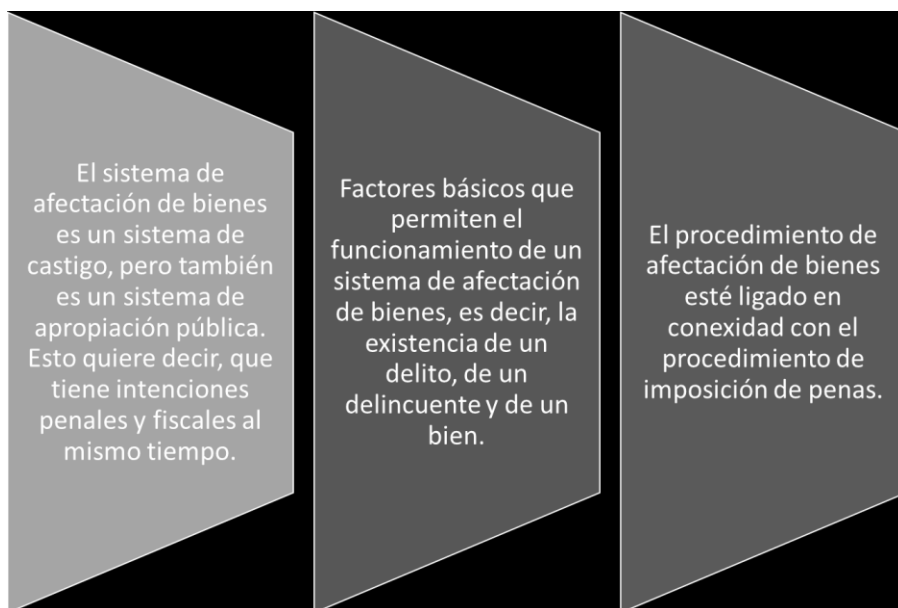 El sistema de
afectación de bienes
es un sistema de
castigo, pero también
es un sistema de
apropiación pública.
Esto quiere decir, que
tiene intenciones
penales y fiscales al
mismo tiempo.
Factores básicos que
permiten el
funcionamiento de un
sistema de afectación
de bienes, es decir, la
existencia de un
delito, de un
delincuente y de un
bien.
El procedimiento de
afectación de bienes
esté ligado en
conexidad con el
procedimiento de
imposición de penas.